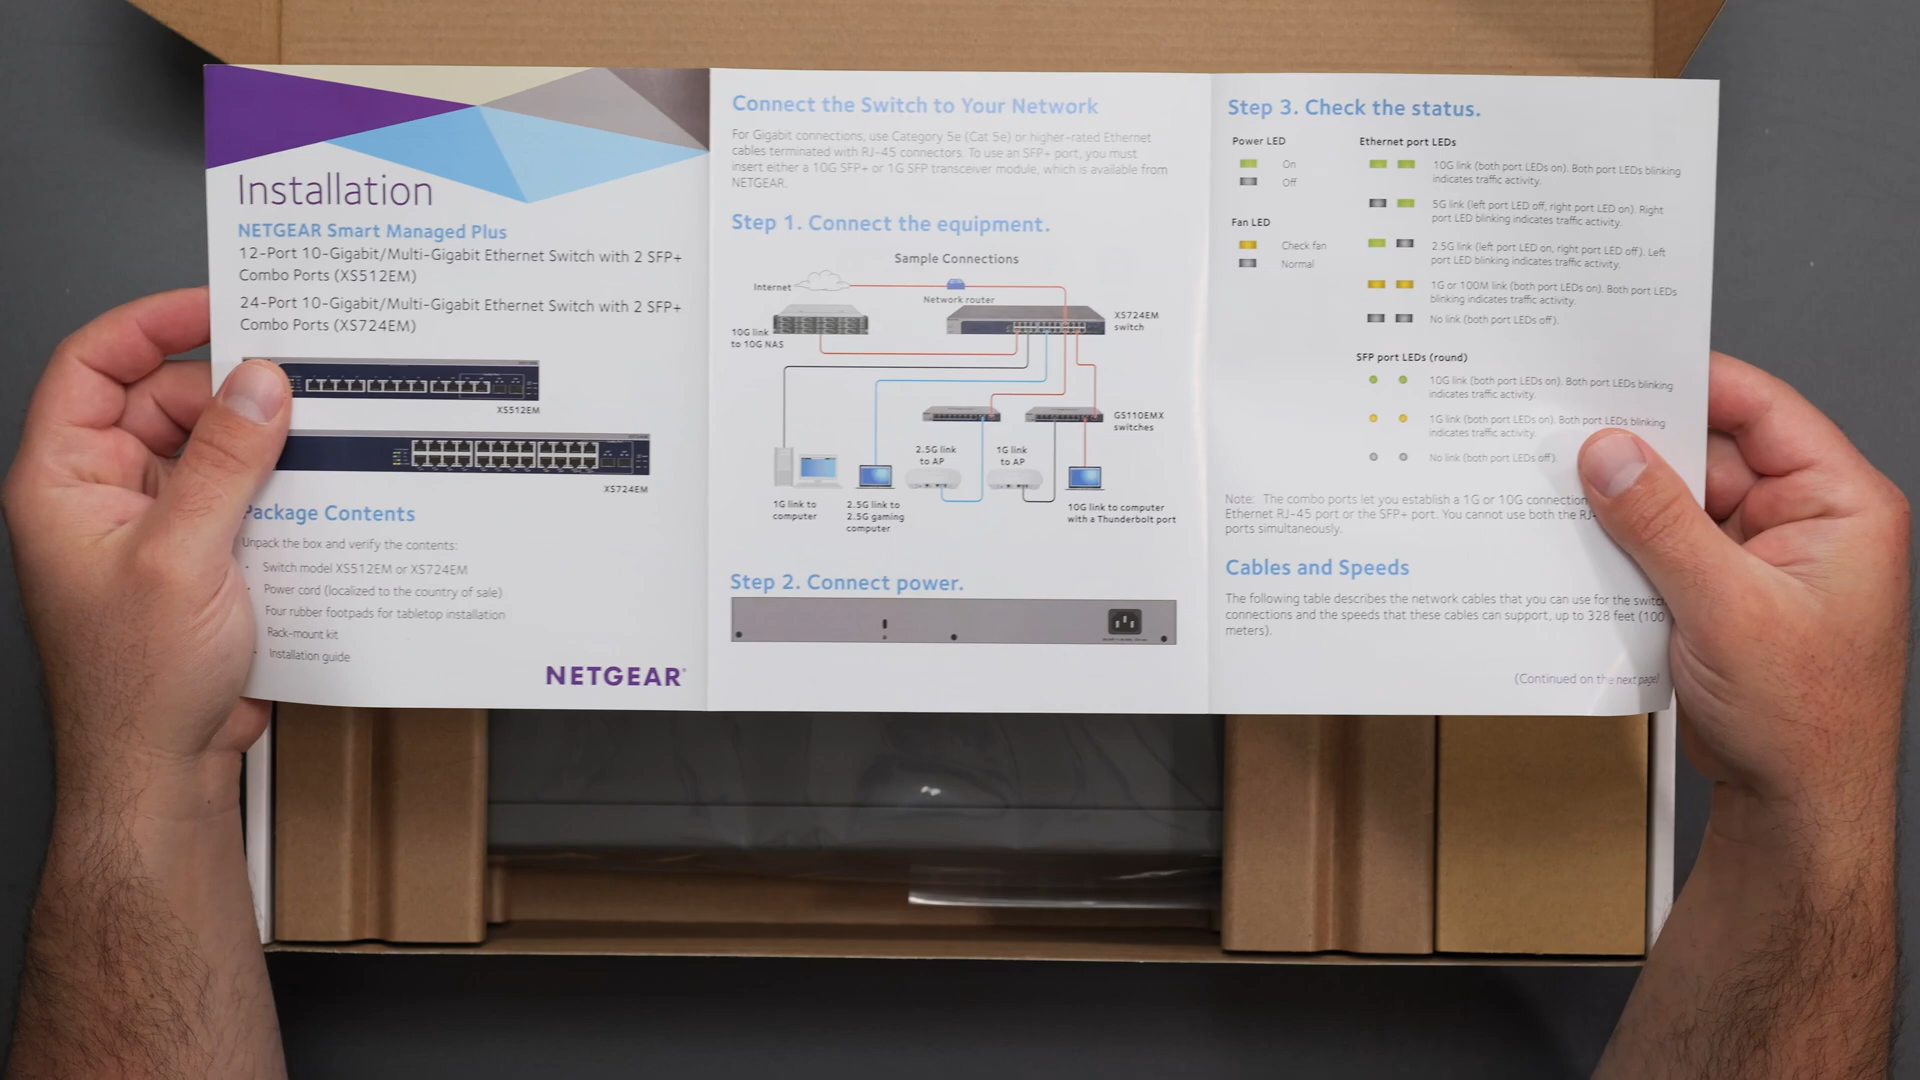 Installation
NETGEAR Smart Managed Plus
12-Port 10-Gigabit/Multi-Gigabit Ethernet Switch with 2 SFP+
Combo Ports (XS512EM)
24-Port 10-Gigabit/Multi-Gigabit Ethernet Switch with 2 SFP+
Combo Ports (XS724EM)
XS512EM
XS724EM
Package Contents
Unpack the box and verify the contents:
• Switch model XS512EM or XS724EM
• Power cord (localized to the country of sale)
Four rubber footpads for tabletop installation
Rack-mount kit
• Installation guide
NETGEAR®
Connect the Switch to Your Network
For Gigabit connections, use Category 5e (Cat 5e) or higher-rated Ethernet
cables terminated with RJ-45 connectors. To use an SFP+ port, you must
insert either a 10G SFP+ or 1G SFP transceiver module, which is available from
NETGEAR.
Step 1. Connect the equipment.
Sample Connections
Internet
Network router
XS724EM
switch
10G link
to 10G NAS
GS110EMX
switches
2.5G link
to AP
1G link
to AP
1G link to
computer
2.5G link to
2.5G gaming
computer
10G link to computer
with a Thunderbolt port
Step 2. Connect power.
Step 3. Check the status.
Power LED
On
Off
Fan LED
Check fan
Normal
Ethernet port LEDs
10G link (both port LEDs on). Both port LEDs blinking
indicates traffic activity.
5G link (left port LED off, right port LED on). Right
port LED blinking indicates traffic activity.
2.5G link (left port LED on, right port LED off). Left
port LED blinking indicates traffic activity.
1G or 100M link (both port LEDs on). Both port LEDs
blinking indicates traffic activity.
No link (both port LEDs off).
SFP port LEDs (round)
10G link (both port LEDs on). Both port LEDs blinking
indicates traffic activity.
1G link (both port LEDs on). Both port LEDs blinking
indicates traffic activity.
No link (both port LEDs off).
Note: The combo ports let you establish a 1G or 10G connection
Ethernet RJ-45 port or the SFP+ port. You cannot use both the RJ-
ports simultaneously.
Cables and Speeds
The following table describes the network cables that you can use for the switch
connections and the speeds that these cables can support, up to 328 feet (100
meters).
(Continued on the next page)